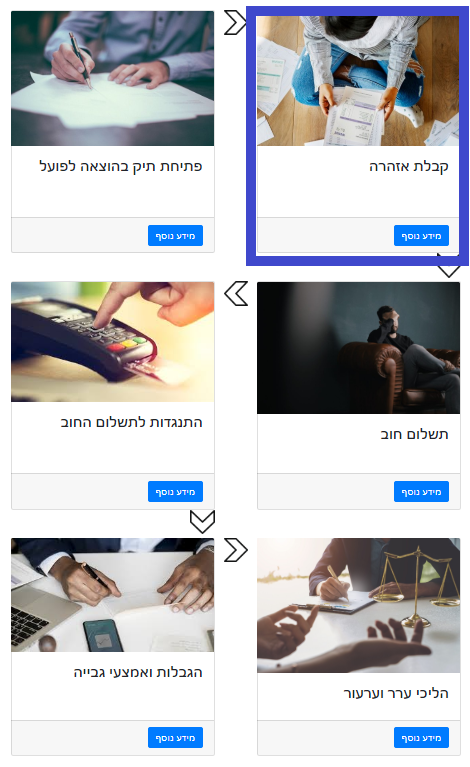 פתיחת תיק בהוצאה לפועל
מידע נוסף
קבלת אזהרה
מידע נוסף
תשלום חוב
מידע נוסף
התנגדות לתשלום החוב
מידע נוסף
הגבלות ואמצעי גבייה
מידע נוסף
הליכי ערר וערעור
מידע נוסף